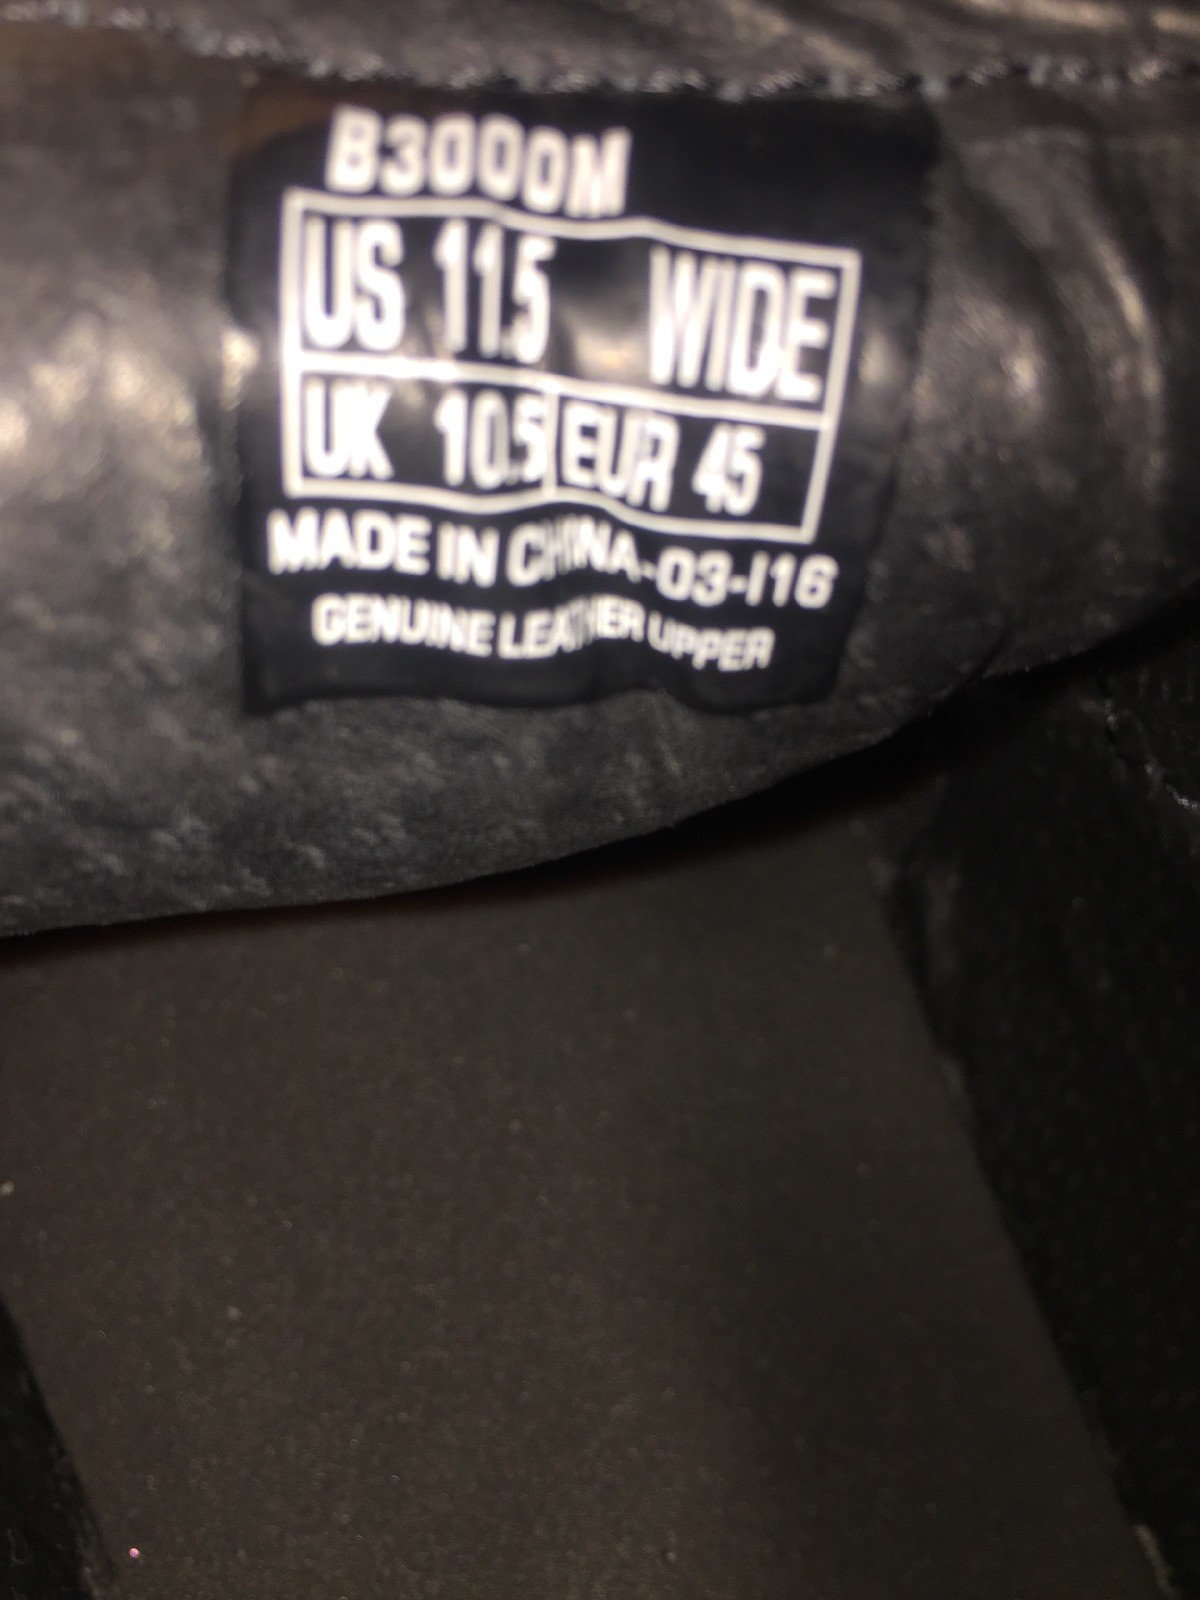 B3000M
US 11.5 WIDE
UK 10.5 EUR 45
MADE IN CHINA-03-I16
GENUINE LEATHER UPPER